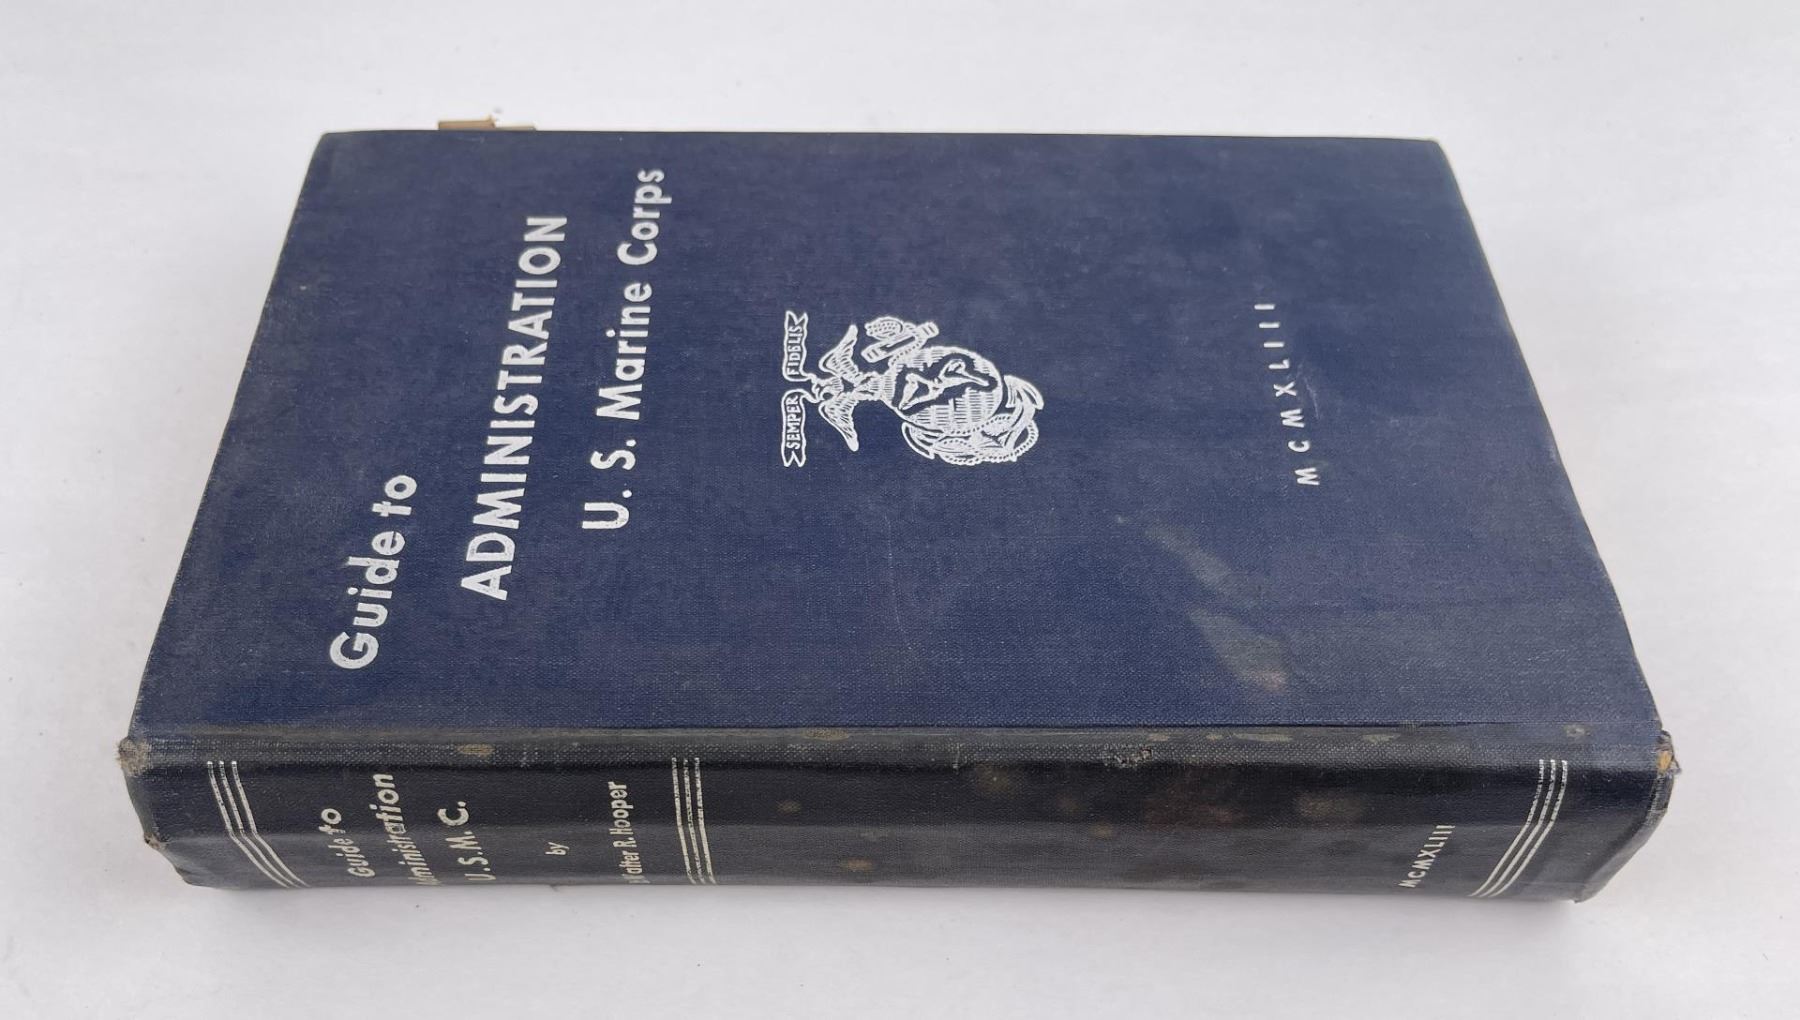 Guide to
ADMINISTRATION
U. S. Marine Corps
SEMPER FIDELIS
MCMXLIII
Guide to
Administration
U.S.M.C.
by
Walter R. Hooper
MCMXLIII